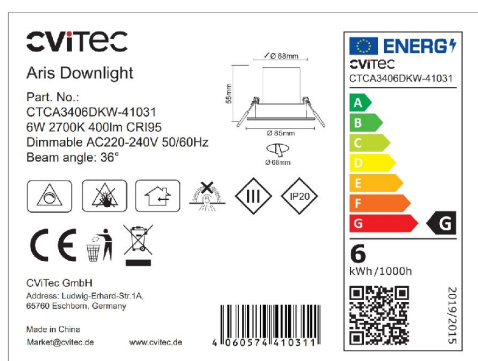 CViTEC
Aris Downlight
Part. No.:
CTCA3406DKW-41031
6W 2700K 400lm CRI95
Dimmable AC220-240V 50/60Hz
Beam angle: 36°
Ø 68mm
55mm
Ø 85mm
Ø 68mm
III
IP20
CE
CViTec GmbH
Address: Ludwig-Erhard-Str.1A,
65760 Eschborn, Germany
Made in China
Market@cvitec.de www.cvitec.de
4 060574 410311
ENERG
CViTEC
CTCA3406DKW-41031
A
B
C
D
E
F
G
G
6
kWh/1000h
2019/2015